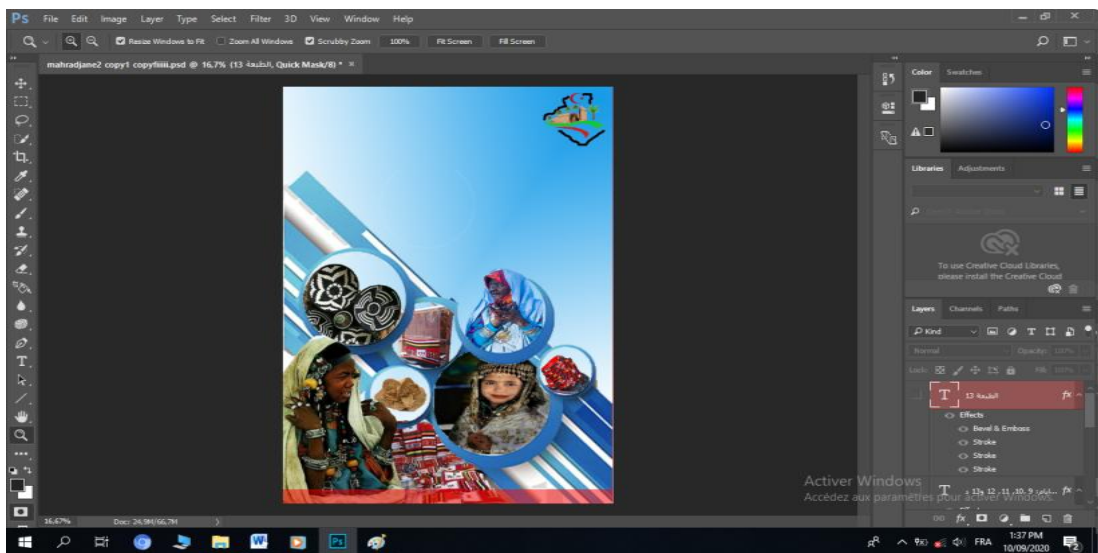 Ps File Edit Image Layer Type Select Filter 3D View Window Help
Resize Windows to Fit Zoom All Windows Scrubby Zoom 100% Fit Screen Fill Screen
mahradjane2 copy1 copyfiiiii.psd @ 16,7% (13 الطبعة, Quick Mask/8) * ×
Color Swatches
Libraries Adjustments
To use Creative Cloud Libraries,
please install the Creative Cloud
Layers Channels Paths
Kind
Normal Opacity: 100%
Lock: Fill: 100%
T الطبعة 13 fx
Effects
Bevel & Emboss
Stroke
Stroke
Stroke
Activer Windows
Accédez aux paramètres pour activer Windows.
T fx
16,67% Doc: 24,9M/66,7M
FRA 1:37 PM
10/09/2020